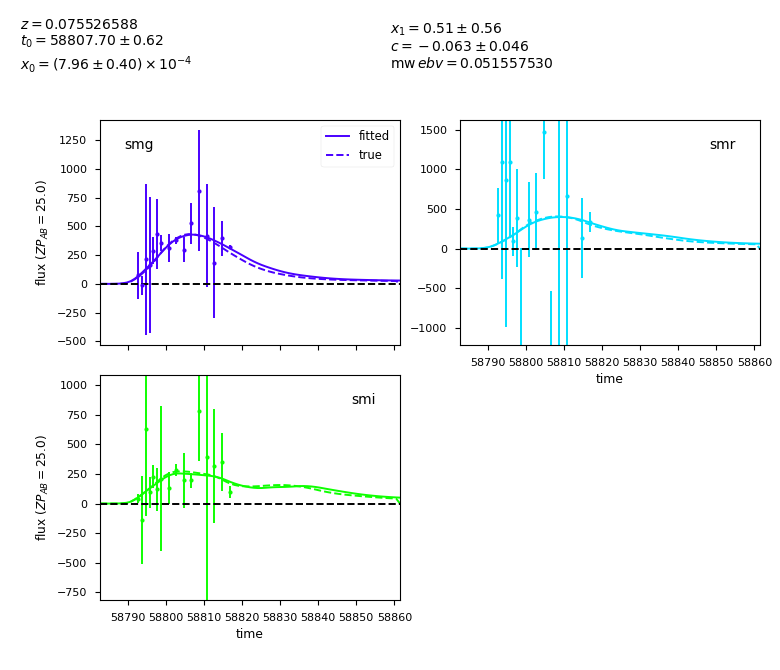 z = 0.075526588
t₀ = 58807.70 ± 0.62
x₀ = (7.96 ± 0.40) × 10⁻⁴
x₁ = 0.51 ± 0.56
c = −0.063 ± 0.046
mw ebv = 0.051557530
smg
fitted
true
1250
1000
750
500
250
0
−250
−500
flux (ZP_AB = 25.0)
smr
1500
1000
500
0
−500
−1000
58790 58800 58810 58820 58830 58840 58850 58860
time
smi
1000
750
500
250
0
−250
−500
−750
flux (ZP_AB = 25.0)
58790 58800 58810 58820 58830 58840 58850 58860
time